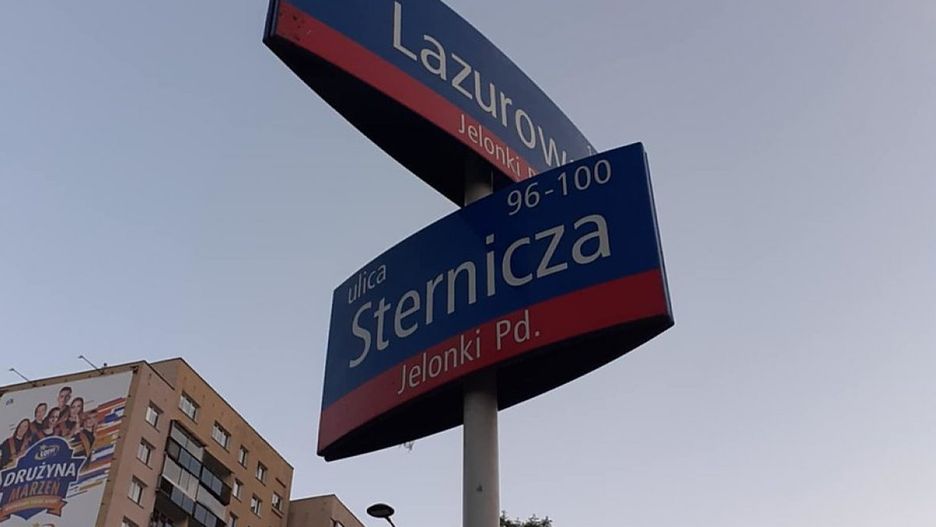 Lazurow
Jelonki
96-100
ulica
Sternicza
Jelonki Pd.
DRUŻYNA
MARZEŃ